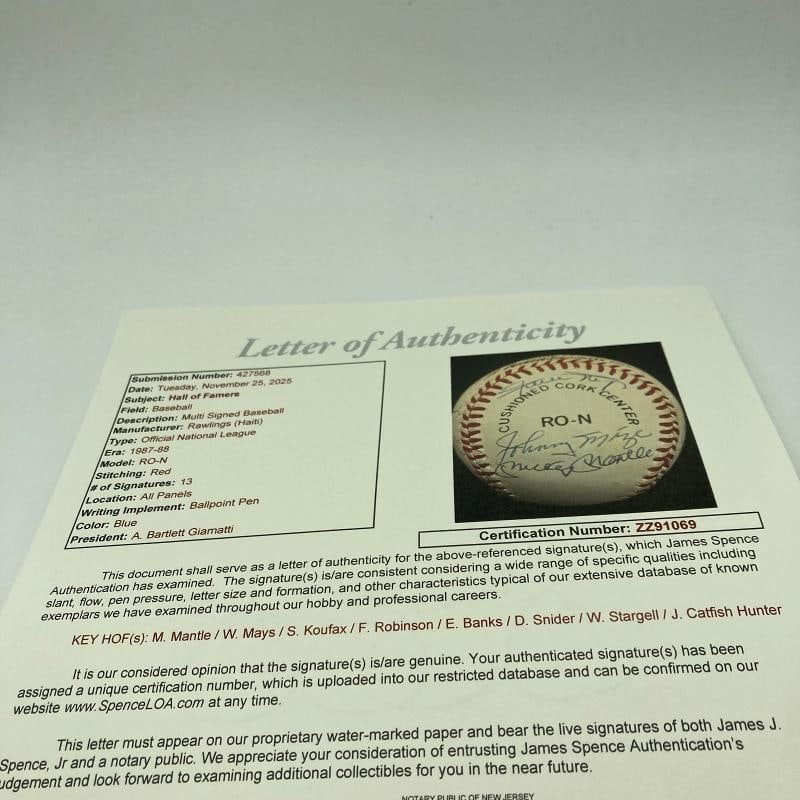 Letter of Authenticity
Submission Number: 427568
Date: Tuesday, November 25, 2025
Subject: Hall of Famers
Field: Baseball
Description: Multi Signed Baseball
Manufacturer: Rawlings (Haiti)
Type: Official National League
Era: 1987-88
Model: RO-N
Stitching: Red
# of Signatures: 13
Location: All Panels
Writing Implement: Ballpoint Pen
Color: Blue
President: A. Bartlett Giamatti
CUSHIONED CORK CENTER
RO-N
Johnny Mize
Mickey Mantle
Certification Number: ZZ91069
This document shall serve as a letter of authenticity for the above-referenced signature(s), which James Spence
Authentication has examined. The signature(s) is/are consistent considering a wide range of specific qualities including
slant, flow, pen pressure, letter size and formation, and other characteristics typical of our extensive database of known
exemplars we have examined throughout our hobby and professional careers.
KEY HOF(s): M. Mantle / W. Mays / S. Koufax / F. Robinson / E. Banks / D. Snider / W. Stargell / J. Catfish Hunter
It is our considered opinion that the signature(s) is/are genuine. Your authenticated signature(s) has been
assigned a unique certification number, which is uploaded into our restricted database and can be confirmed on our
website www.SpenceLOA.com at any time.
This letter must appear on our proprietary water-marked paper and bear the live signatures of both James J.
Spence, Jr and a notary public. We appreciate your consideration of entrusting James Spence Authentication's
udgement and look forward to examining additional collectibles for you in the near future.
NOTARY PUBLIC OF NEW JERSEY